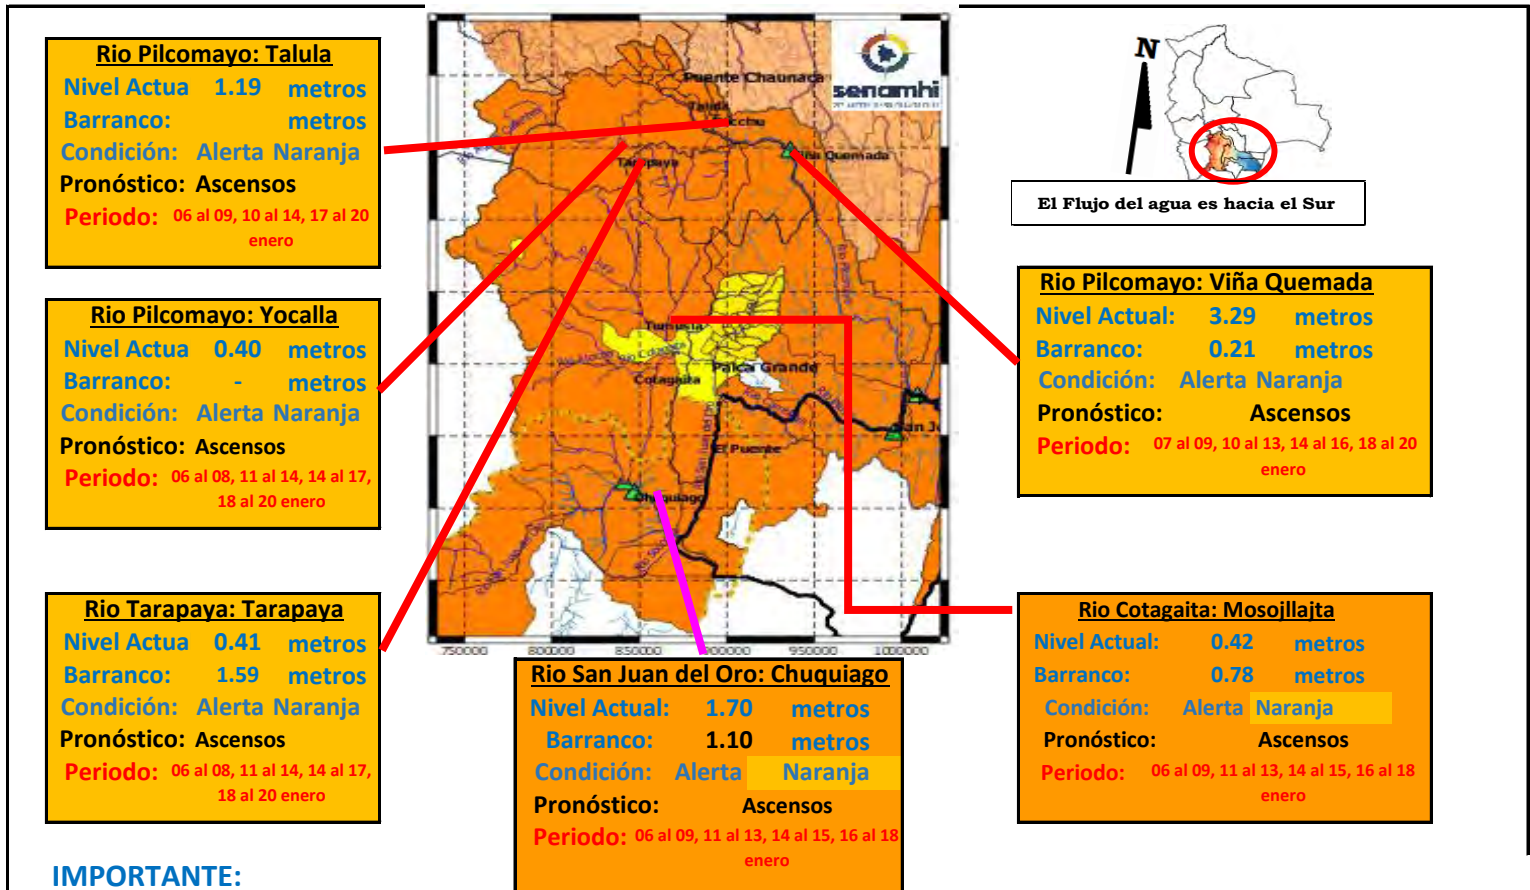 Rio Pilcomayo: Talula
Nivel Actua 1.19 metros
Barranco: metros
Condición: Alerta Naranja
Pronóstico: Ascensos
Periodo: 06 al 09, 10 al 14, 17 al 20
enero
Rio Pilcomayo: Yocalla
Nivel Actua 0.40 metros
Barranco: - metros
Condición: Alerta Naranja
Pronóstico: Ascensos
Periodo: 06 al 08, 11 al 14, 14 al 17,
18 al 20 enero
Rio Tarapaya: Tarapaya
Nivel Actua 0.41 metros
Barranco: 1.59 metros
Condición: Alerta Naranja
Pronóstico: Ascensos
Periodo: 06 al 08, 11 al 14, 14 al 17,
18 al 20 enero
IMPORTANTE:
senamhi
Puente Chaunaca
Talula
Tarapaya
Viña Quemada
Tumusla
Palca Grande
Cotagaita
El Puente
Chuquiago
750000 800000 850000 900000 950000 1000000
Rio San Juan del Oro: Chuquiago
Nivel Actual: 1.70 metros
Barranco: 1.10 metros
Condición: Alerta Naranja
Pronóstico: Ascensos
Periodo: 06 al 09, 11 al 13, 14 al 15, 16 al 18
enero
N
El Flujo del agua es hacia el Sur
Rio Pilcomayo: Viña Quemada
Nivel Actual: 3.29 metros
Barranco: 0.21 metros
Condición: Alerta Naranja
Pronóstico: Ascensos
Periodo: 07 al 09, 10 al 13, 14 al 16, 18 al 20
enero
Rio Cotagaita: Mosojllajta
Nivel Actual: 0.42 metros
Barranco: 0.78 metros
Condición: Alerta Naranja
Pronóstico: Ascensos
Periodo: 06 al 09, 11 al 13, 14 al 15, 16 al 18
enero